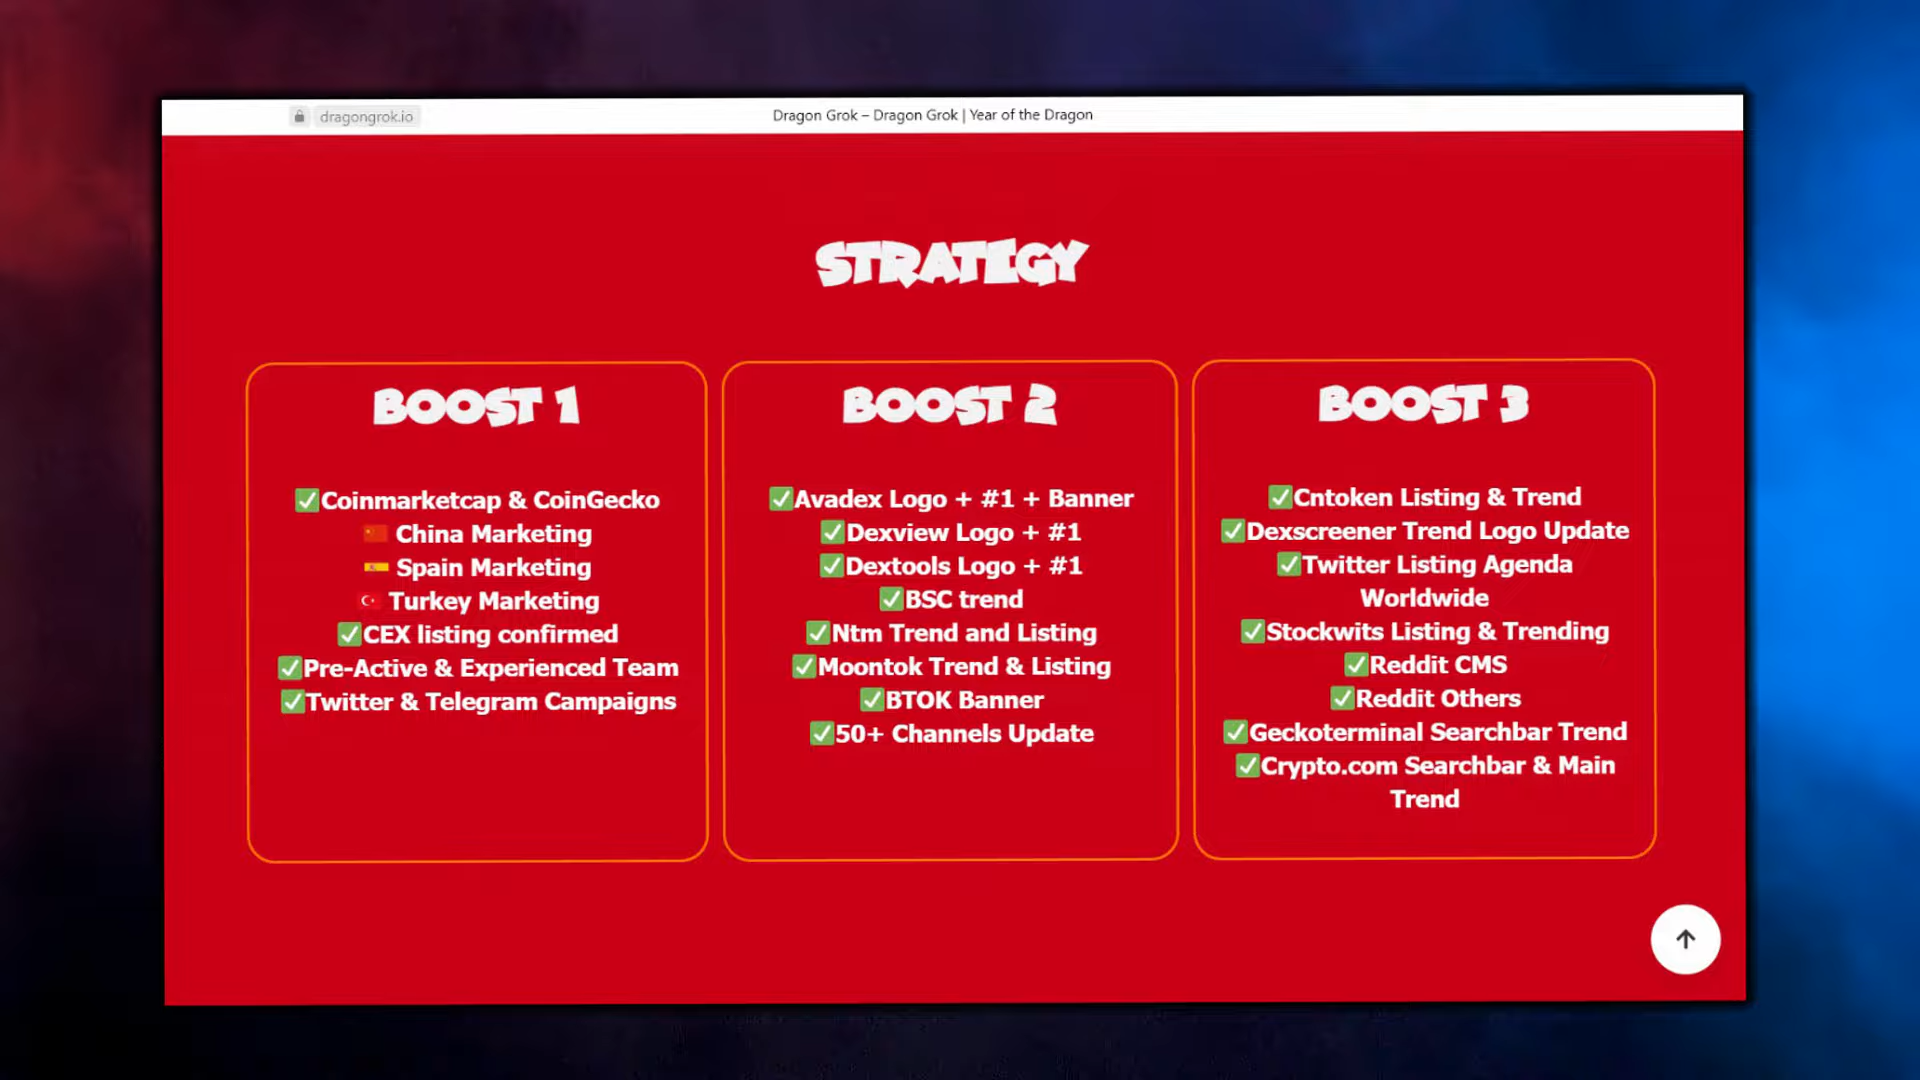 dragongrok.io
Dragon Grok – Dragon Grok | Year of the Dragon
STRATEGY
BOOST 1
✅Coinmarketcap & CoinGecko
🇨🇳 China Marketing
🇪🇸 Spain Marketing
🇹🇷 Turkey Marketing
✅CEX listing confirmed
✅Pre-Active & Experienced Team
✅Twitter & Telegram Campaigns
BOOST 2
✅Avadex Logo + #1 + Banner
✅Dexview Logo + #1
✅Dextools Logo + #1
✅BSC trend
✅Ntm Trend and Listing
✅Moontok Trend & Listing
✅BTOK Banner
✅50+ Channels Update
BOOST 3
✅Cntoken Listing & Trend
✅Dexscreener Trend Logo Update
✅Twitter Listing Agenda
Worldwide
✅Stockwits Listing & Trending
✅Reddit CMS
✅Reddit Others
✅Geckoterminal Searchbar Trend
✅Crypto.com Searchbar & Main
Trend